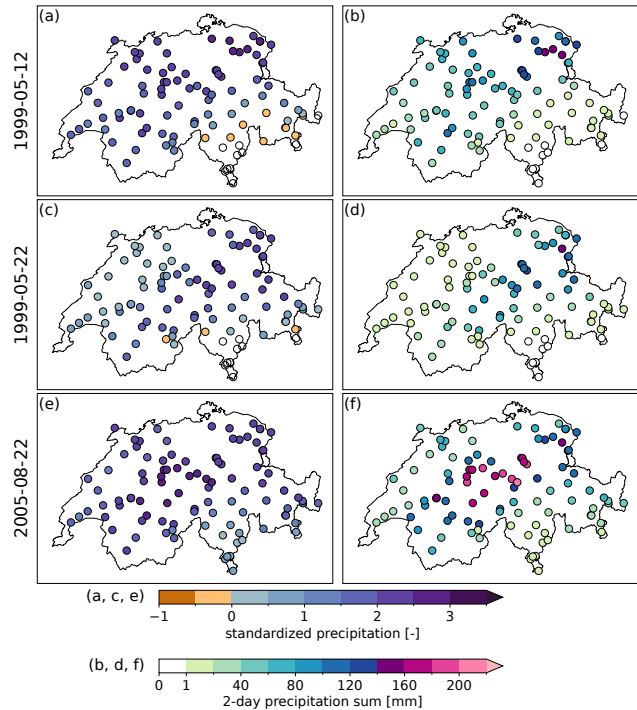 (a) (b)
1999-05-12
(c) (d)
1999-05-22
(e) (f)
2005-08-22
(a, c, e)
−1 0 1 2 3
standardized precipitation [-]
(b, d, f)
0 1 40 80 120 160 200
2-day precipitation sum [mm]